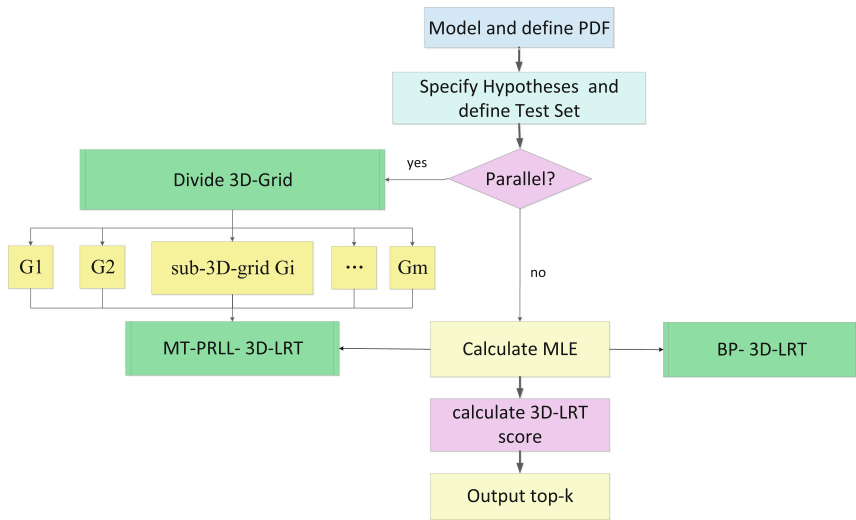 Model and define PDF
Specify Hypotheses and
define Test Set
yes
Divide 3D-Grid
Parallel?
G1
G2
sub-3D-grid Gi
...
Gm
no
MT-PRLL- 3D-LRT
Calculate MLE
BP- 3D-LRT
calculate 3D-LRT
score
Output top-k